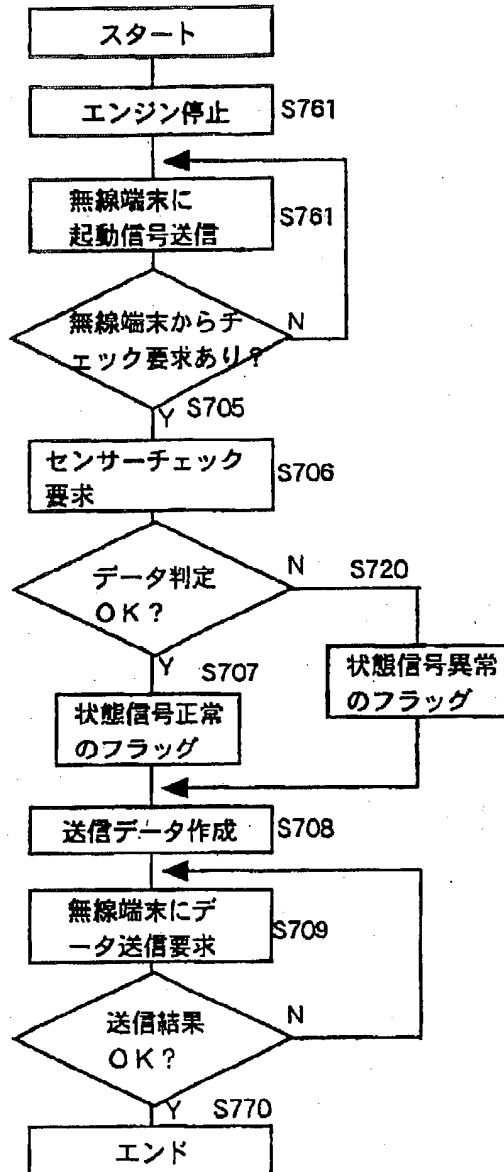 スタート
エンジン停止
S761
無線端末に
起動信号送信
S761
無線端末からチ
ェック要求あり?
N
Y
S705
センサーチェック
要求
S706
データ判定
OK?
N
S720
Y
S707
状態信号正常
のフラッグ
状態信号異常
のフラッグ
送信データ作成
S708
無線端末にデ
ータ送信要求
S709
送信結果
OK?
N
Y
S770
エンド